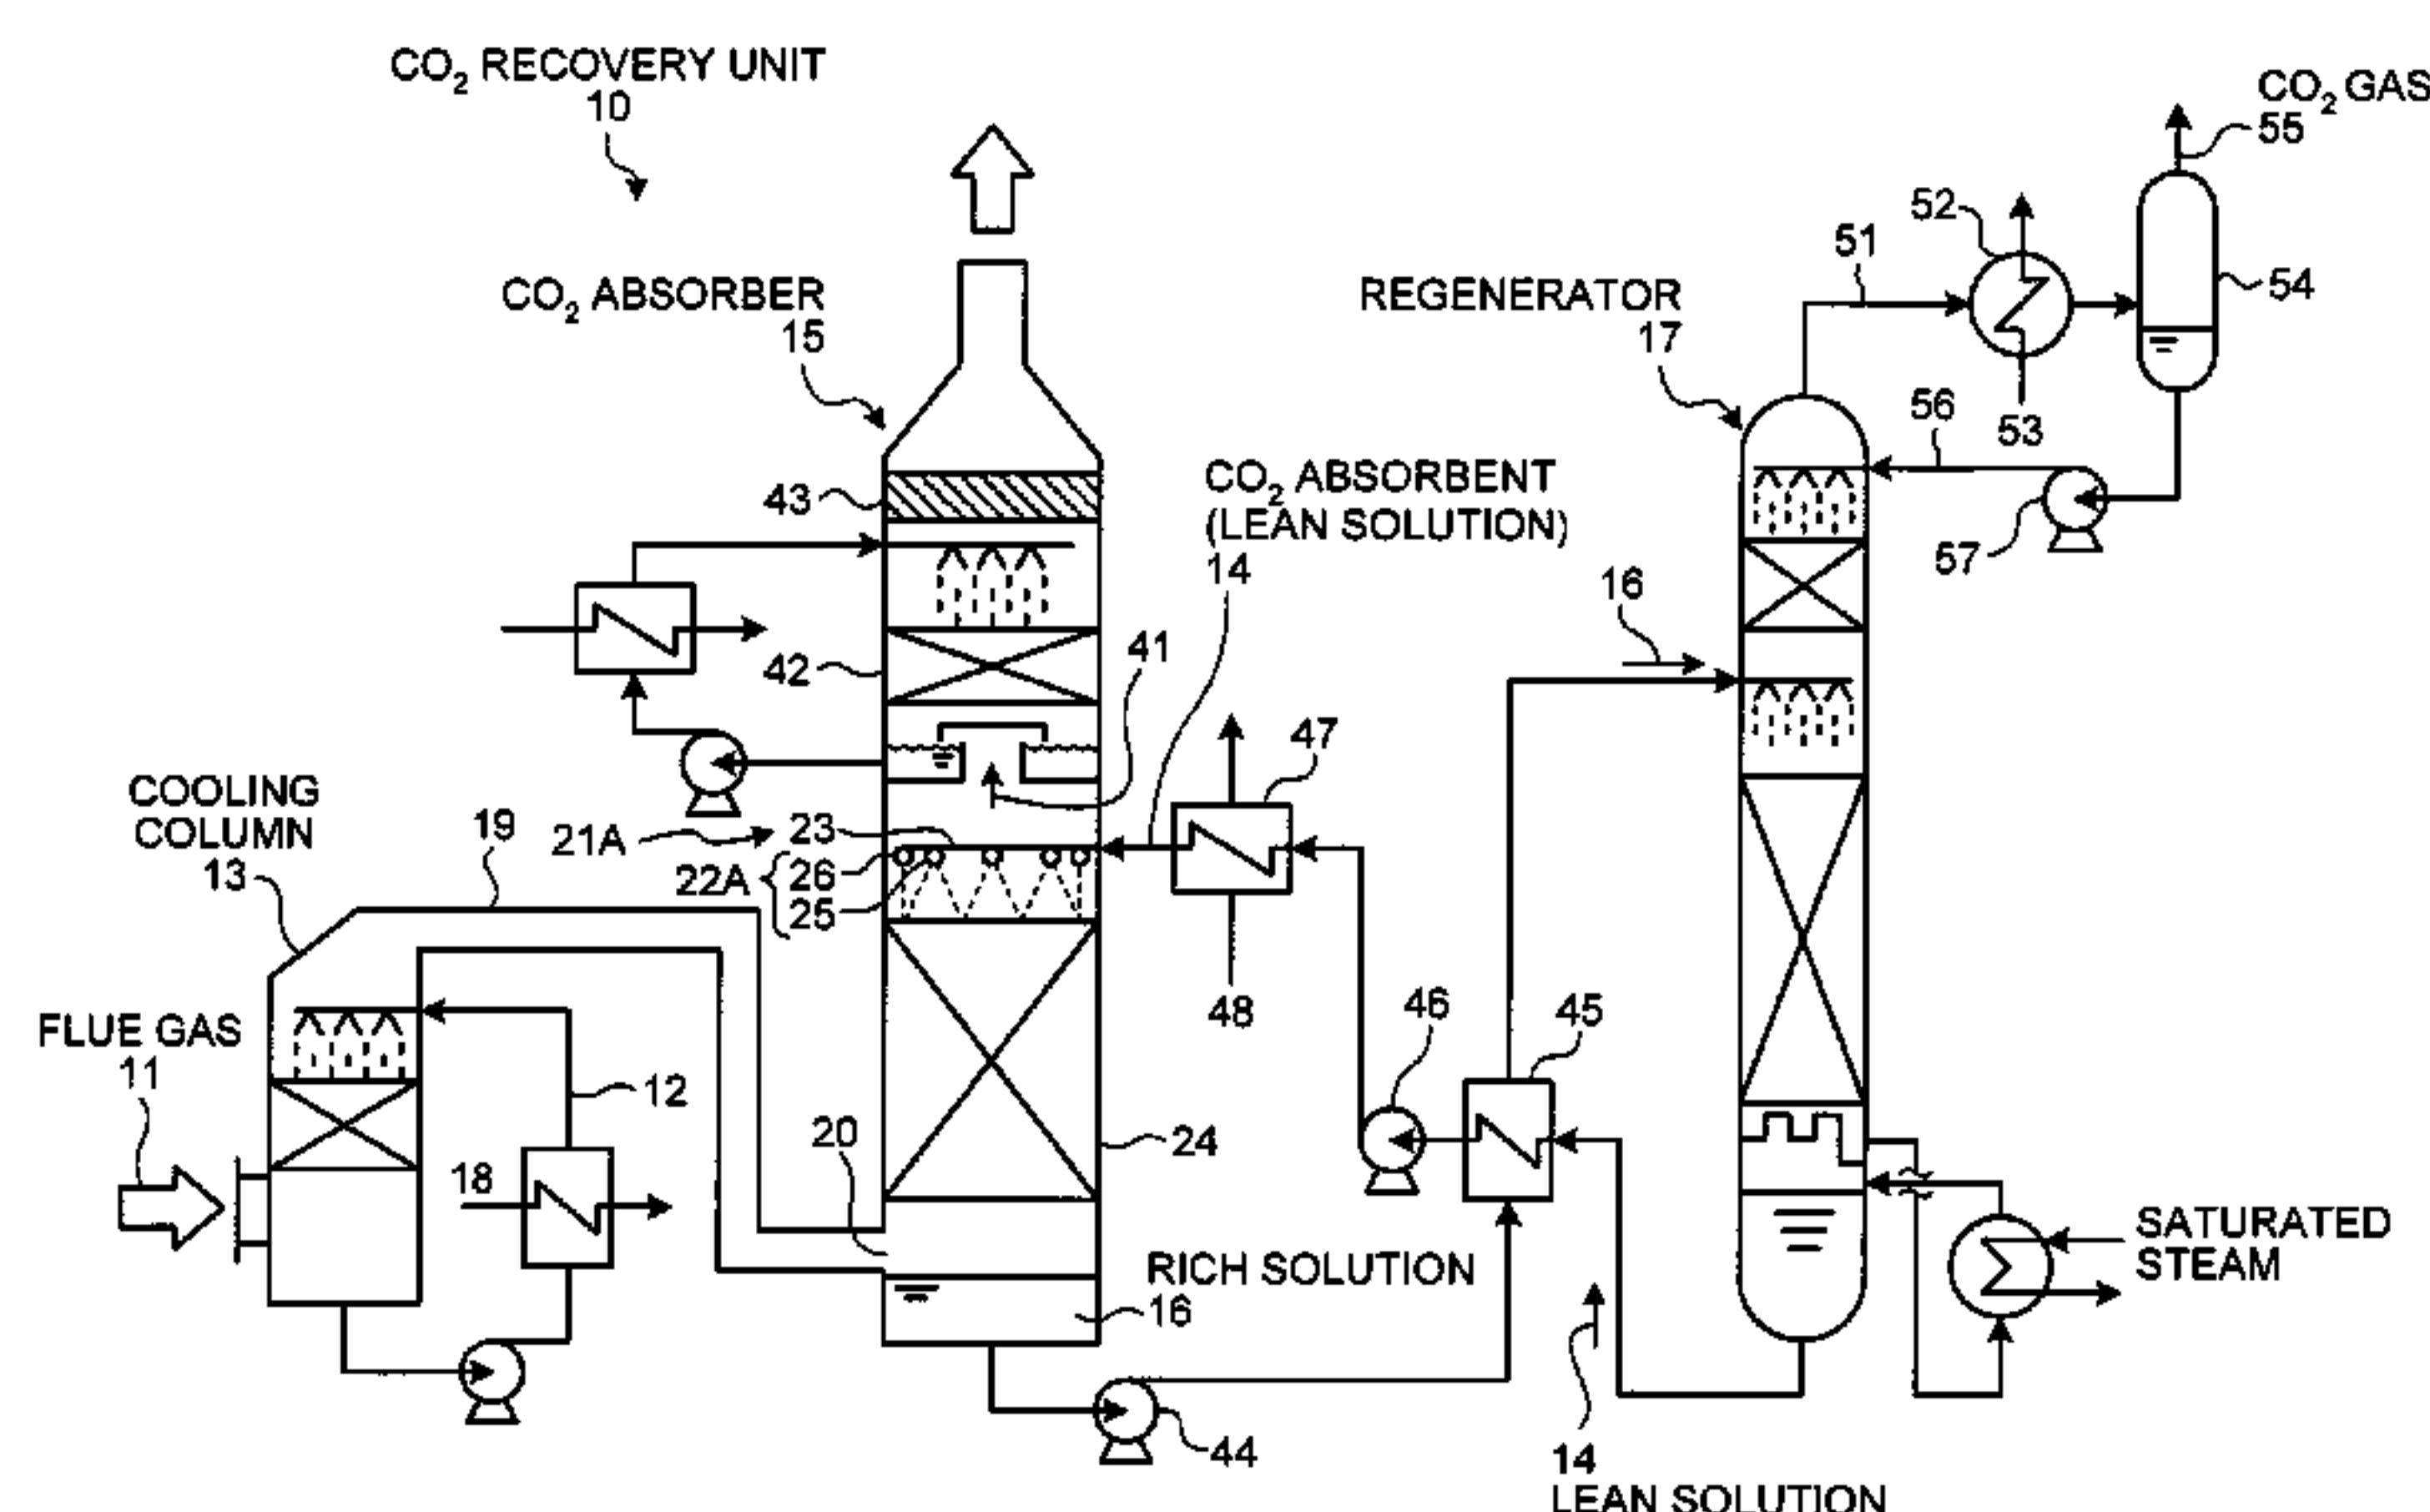 CO₂ RECOVERY UNIT
10
CO₂ GAS
55
52
51
54
CO₂ ABSORBER
15
REGENERATOR
17
53
56
43
CO₂ ABSORBENT
(LEAN SOLUTION)
14
57
16
41
42
47
COOLING
COLUMN
13
19
21A
23
22A
26
25
48
46
45
FLUE GAS
11
12
20
24
18
SATURATED
STEAM
RICH SOLUTION
16
44
14
LEAN SOLUTION